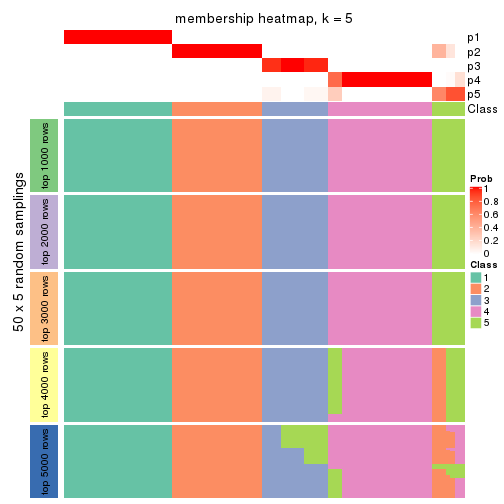 membership heatmap, k = 5
p1
p2
p3
p4
p5
Class
50 x 5 random samplings
top 1000 rows
top 2000 rows
top 3000 rows
top 4000 rows
top 5000 rows
Prob
1
0.8
0.6
0.4
0.2
0
Class
1
2
3
4
5